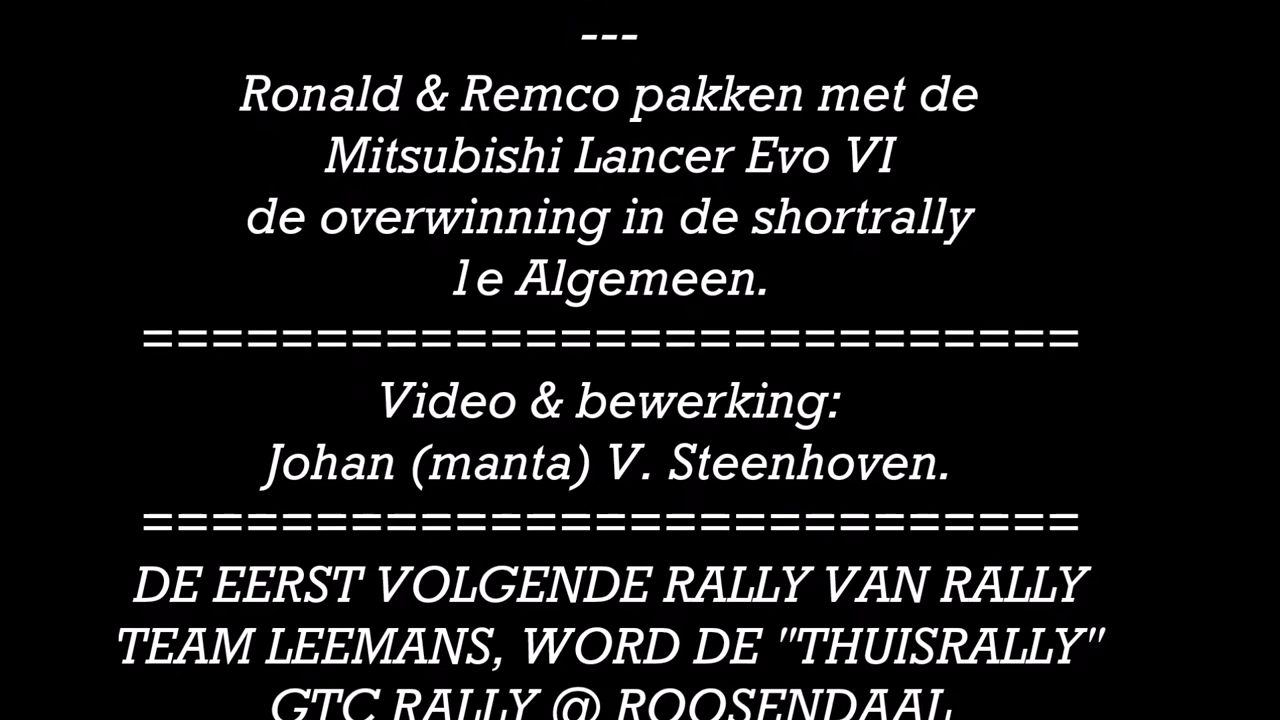 ---
Ronald & Remco pakken met de
Mitsubishi Lancer Evo VI
de overwinning in de shortrally
1e Algemeen.
===========================
Video & bewerking:
Johan (manta) V. Steenhoven.
===========================
DE EERST VOLGENDE RALLY VAN RALLY
TEAM LEEMANS, WORD DE "THUISRALLY"
GTC RALLY @ ROOSENDAAL